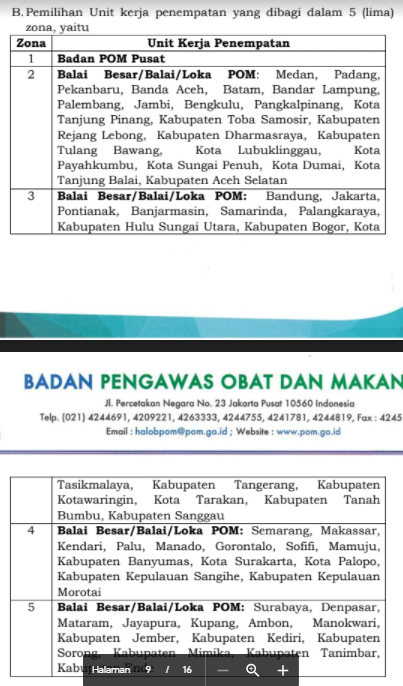 B. Pemilihan Unit kerja penempatan yang dibagi dalam 5 (lima)
zona, yaitu
Zona Unit Kerja Penempatan
1 Badan POM Pusat
2 Balai Besar/Balai/Loka POM: Medan, Padang,
Pekanbaru, Banda Aceh, Batam, Bandar Lampung,
Palembang, Jambi, Bengkulu, Pangkalpinang, Kota
Tanjung Pinang, Kabupaten Toba Samosir, Kabupaten
Rejang Lebong, Kabupaten Dharmasraya, Kabupaten
Tulang Bawang, Kota Lubuklinggau, Kota
Payahkumbu, Kota Sungai Penuh, Kota Dumai, Kota
Tanjung Balai, Kabupaten Aceh Selatan
3 Balai Besar/Balai/Loka POM: Bandung, Jakarta,
Pontianak, Banjarmasin, Samarinda, Palangkaraya,
Kabupaten Hulu Sungai Utara, Kabupaten Bogor, Kota
BADAN PENGAWAS OBAT DAN MAKAN
Jl. Percetakan Negara No. 23 Jakarta Pusat 10560 Indonesia
Telp. (021) 4244691, 4209221, 4263333, 4244755, 4241781, 4244819, Fax : 4245
Email : halobpom@pom.go.id ; Website : www.pom.go.id
Tasikmalaya, Kabupaten Tangerang, Kabupaten
Kotawaringin, Kota Tarakan, Kabupaten Tanah
Bumbu, Kabupaten Sanggau
4 Balai Besar/Balai/Loka POM: Semarang, Makassar,
Kendari, Palu, Manado, Gorontalo, Sofifi, Mamuju,
Kabupaten Banyumas, Kota Surakarta, Kota Palopo,
Kabupaten Kepulauan Sangihe, Kabupaten Kepulauan
Morotai
5 Balai Besar/Balai/Loka POM: Surabaya, Denpasar,
Mataram, Jayapura, Kupang, Ambon, Manokwari,
Kabupaten Jember, Kabupaten Kediri, Kabupaten
Sorong, Kabupaten Mimika, Kabupaten Tanimbar,
Halaman 9 / 16